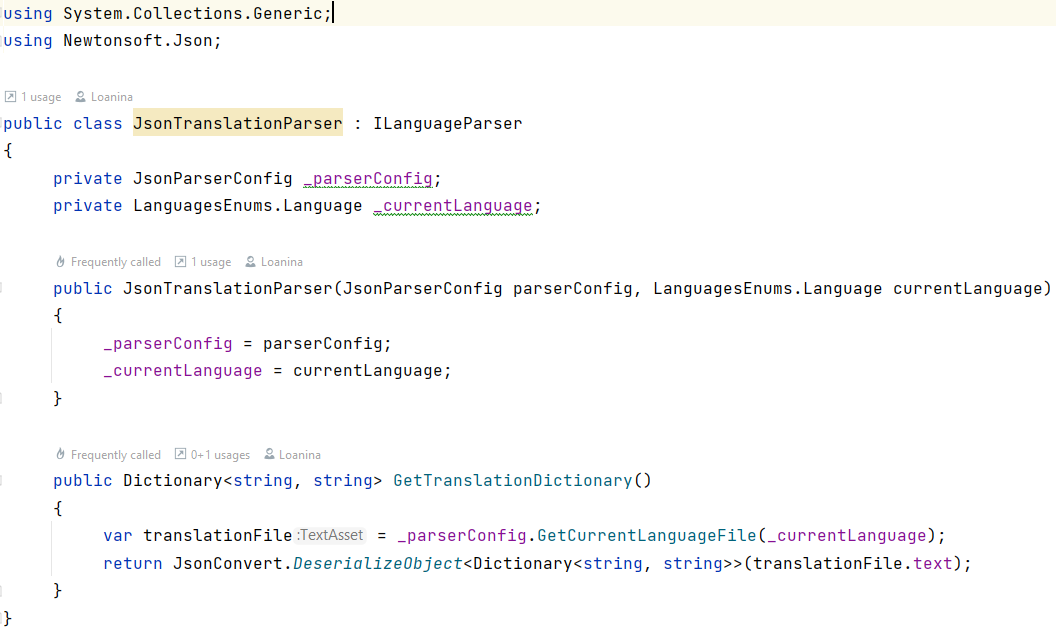 using System.Collections.Generic;
using Newtonsoft.Json;
1 usage Loanina
public class JsonTranslationParser : ILanguageParser
{
private JsonParserConfig _parserConfig;
private LanguagesEnums.Language _currentLanguage;
Frequently called 1 usage Loanina
public JsonTranslationParser(JsonParserConfig parserConfig, LanguagesEnums.Language currentLanguage)
{
_parserConfig = parserConfig;
_currentLanguage = currentLanguage;
}
Frequently called 0+1 usages Loanina
public Dictionary<string, string> GetTranslationDictionary()
{
var translationFile :TextAsset = _parserConfig.GetCurrentLanguageFile(_currentLanguage);
return JsonConvert.DeserializeObject<Dictionary<string, string>>(translationFile.text);
}
}